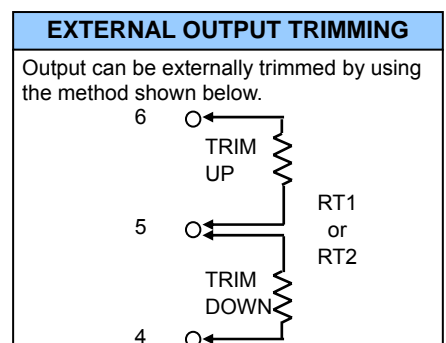 EXTERNAL OUTPUT TRIMMING
Output can be externally trimmed by using
the method shown below.
6
TRIM
UP
RT1
5
or
RT2
TRIM
DOWN
4